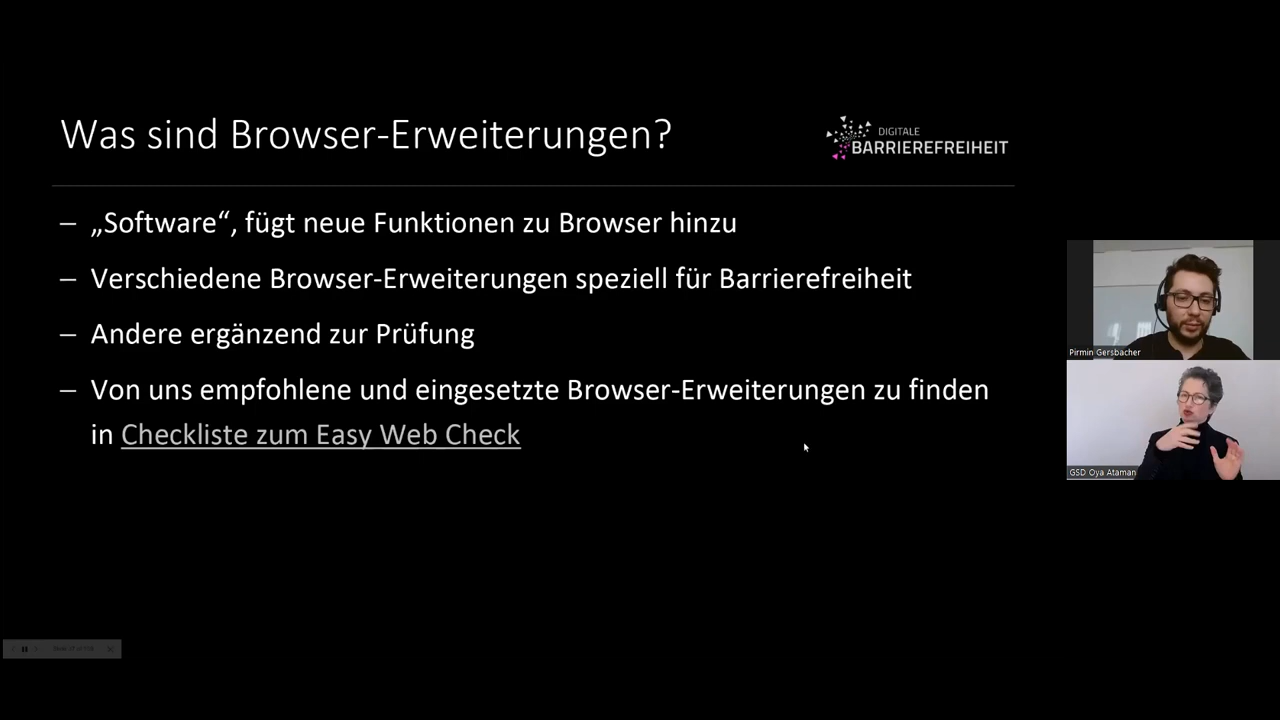 Was sind Browser-Erweiterungen?
DIGITALE
BARRIEREFREIHEIT
– „Software“, fügt neue Funktionen zu Browser hinzu
– Verschiedene Browser-Erweiterungen speziell für Barrierefreiheit
– Andere ergänzend zur Prüfung
– Von uns empfohlene und eingesetzte Browser-Erweiterungen zu finden
in Checkliste zum Easy Web Check
Pirmin Gersbacher
GSD Oya Ataman